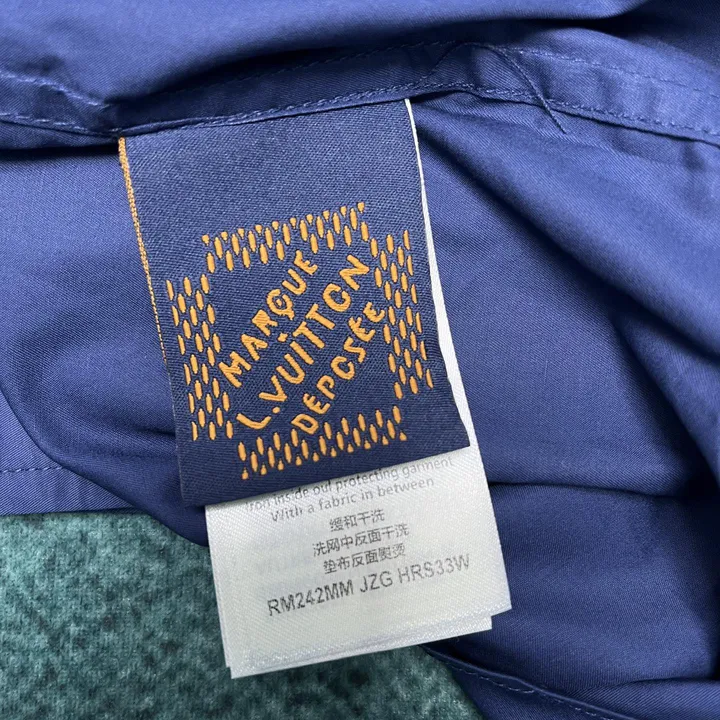 MARQUE
L.VUITTON
DEPOSÉE
Iron inside out protecting garment
With a fabric in between
缓和干洗
洗网中反面干洗
垫布反面熨烫
RM242MM JZG HRS33W